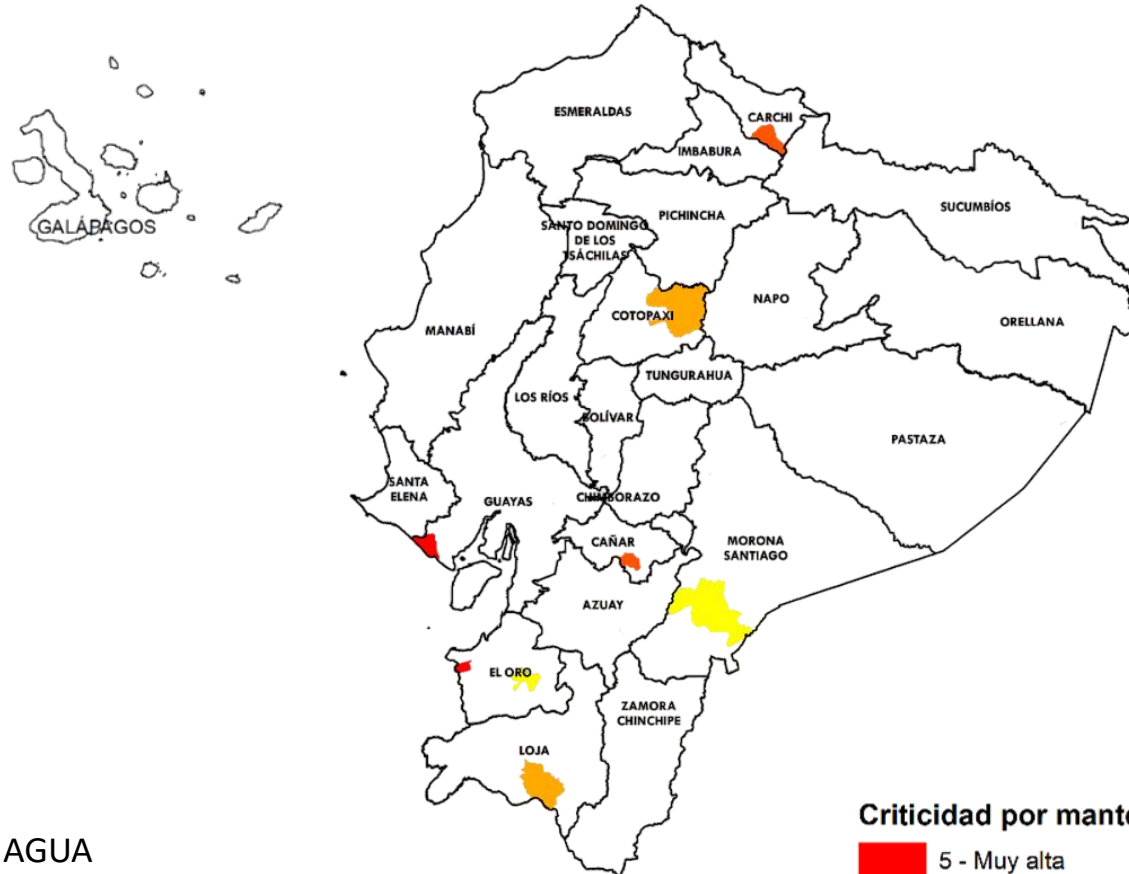 ESMERALDAS
CARCHI
IMBABURA
SUCUMBÍOS
PICHINCHA
GALÁPAGOS
SANTO DOMINGO
DE LOS
TSÁCHILAS
NAPO
COTOPAXI
ORELLANA
MANABÍ
TUNGURAHUA
LOS RÍOS
BOLÍVAR
PASTAZA
SANTA
ELENA
GUAYAS
CHIMBORAZO
CAÑAR
MORONA
SANTIAGO
AZUAY
EL ORO
ZAMORA
CHINCHIPE
LOJA
Criticidad por mante
AGUA
5 - Muy alta